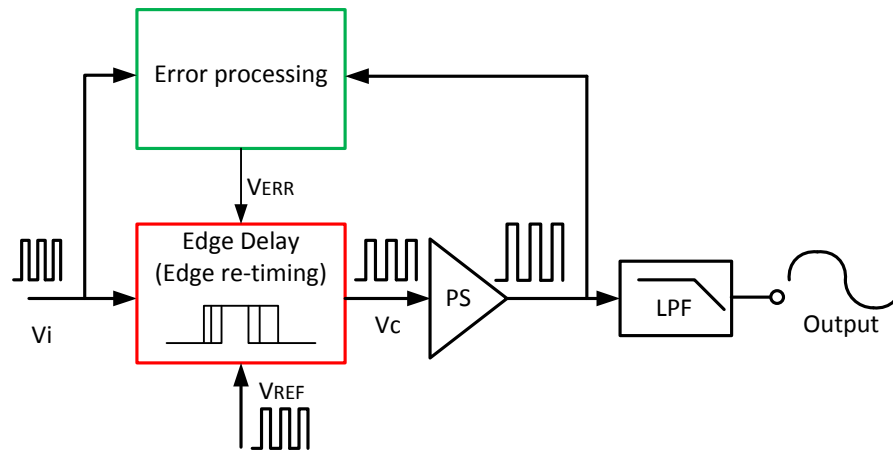 Error processing
VERR
Edge Delay
(Edge re-timing)
Vi
Vc
PS
LPF
Output
VREF